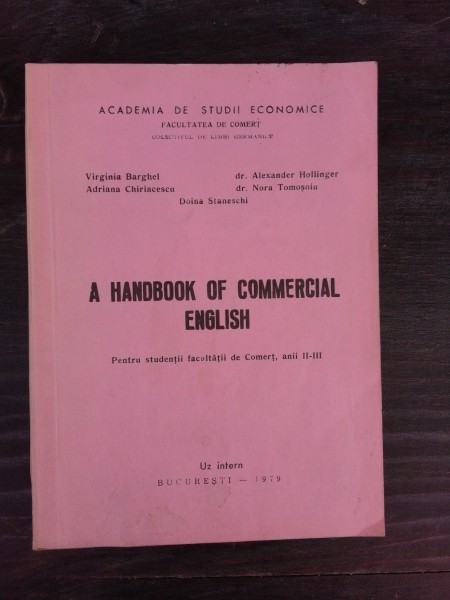 ACADEMIA DE STUDII ECONOMICE
FACULTATEA DE COMERȚ
COLECTIVUL DE LIMBI GERMANICE
Virginia Barghel dr. Alexander Hollinger
Adriana Chiriacescu dr. Nora Tomoșoiu
Doina Staneschi
A HANDBOOK OF COMMERCIAL
ENGLISH
Pentru studenții facultății de Comerț, anii II-III
Uz intern
BUCUREȘTI — 1979